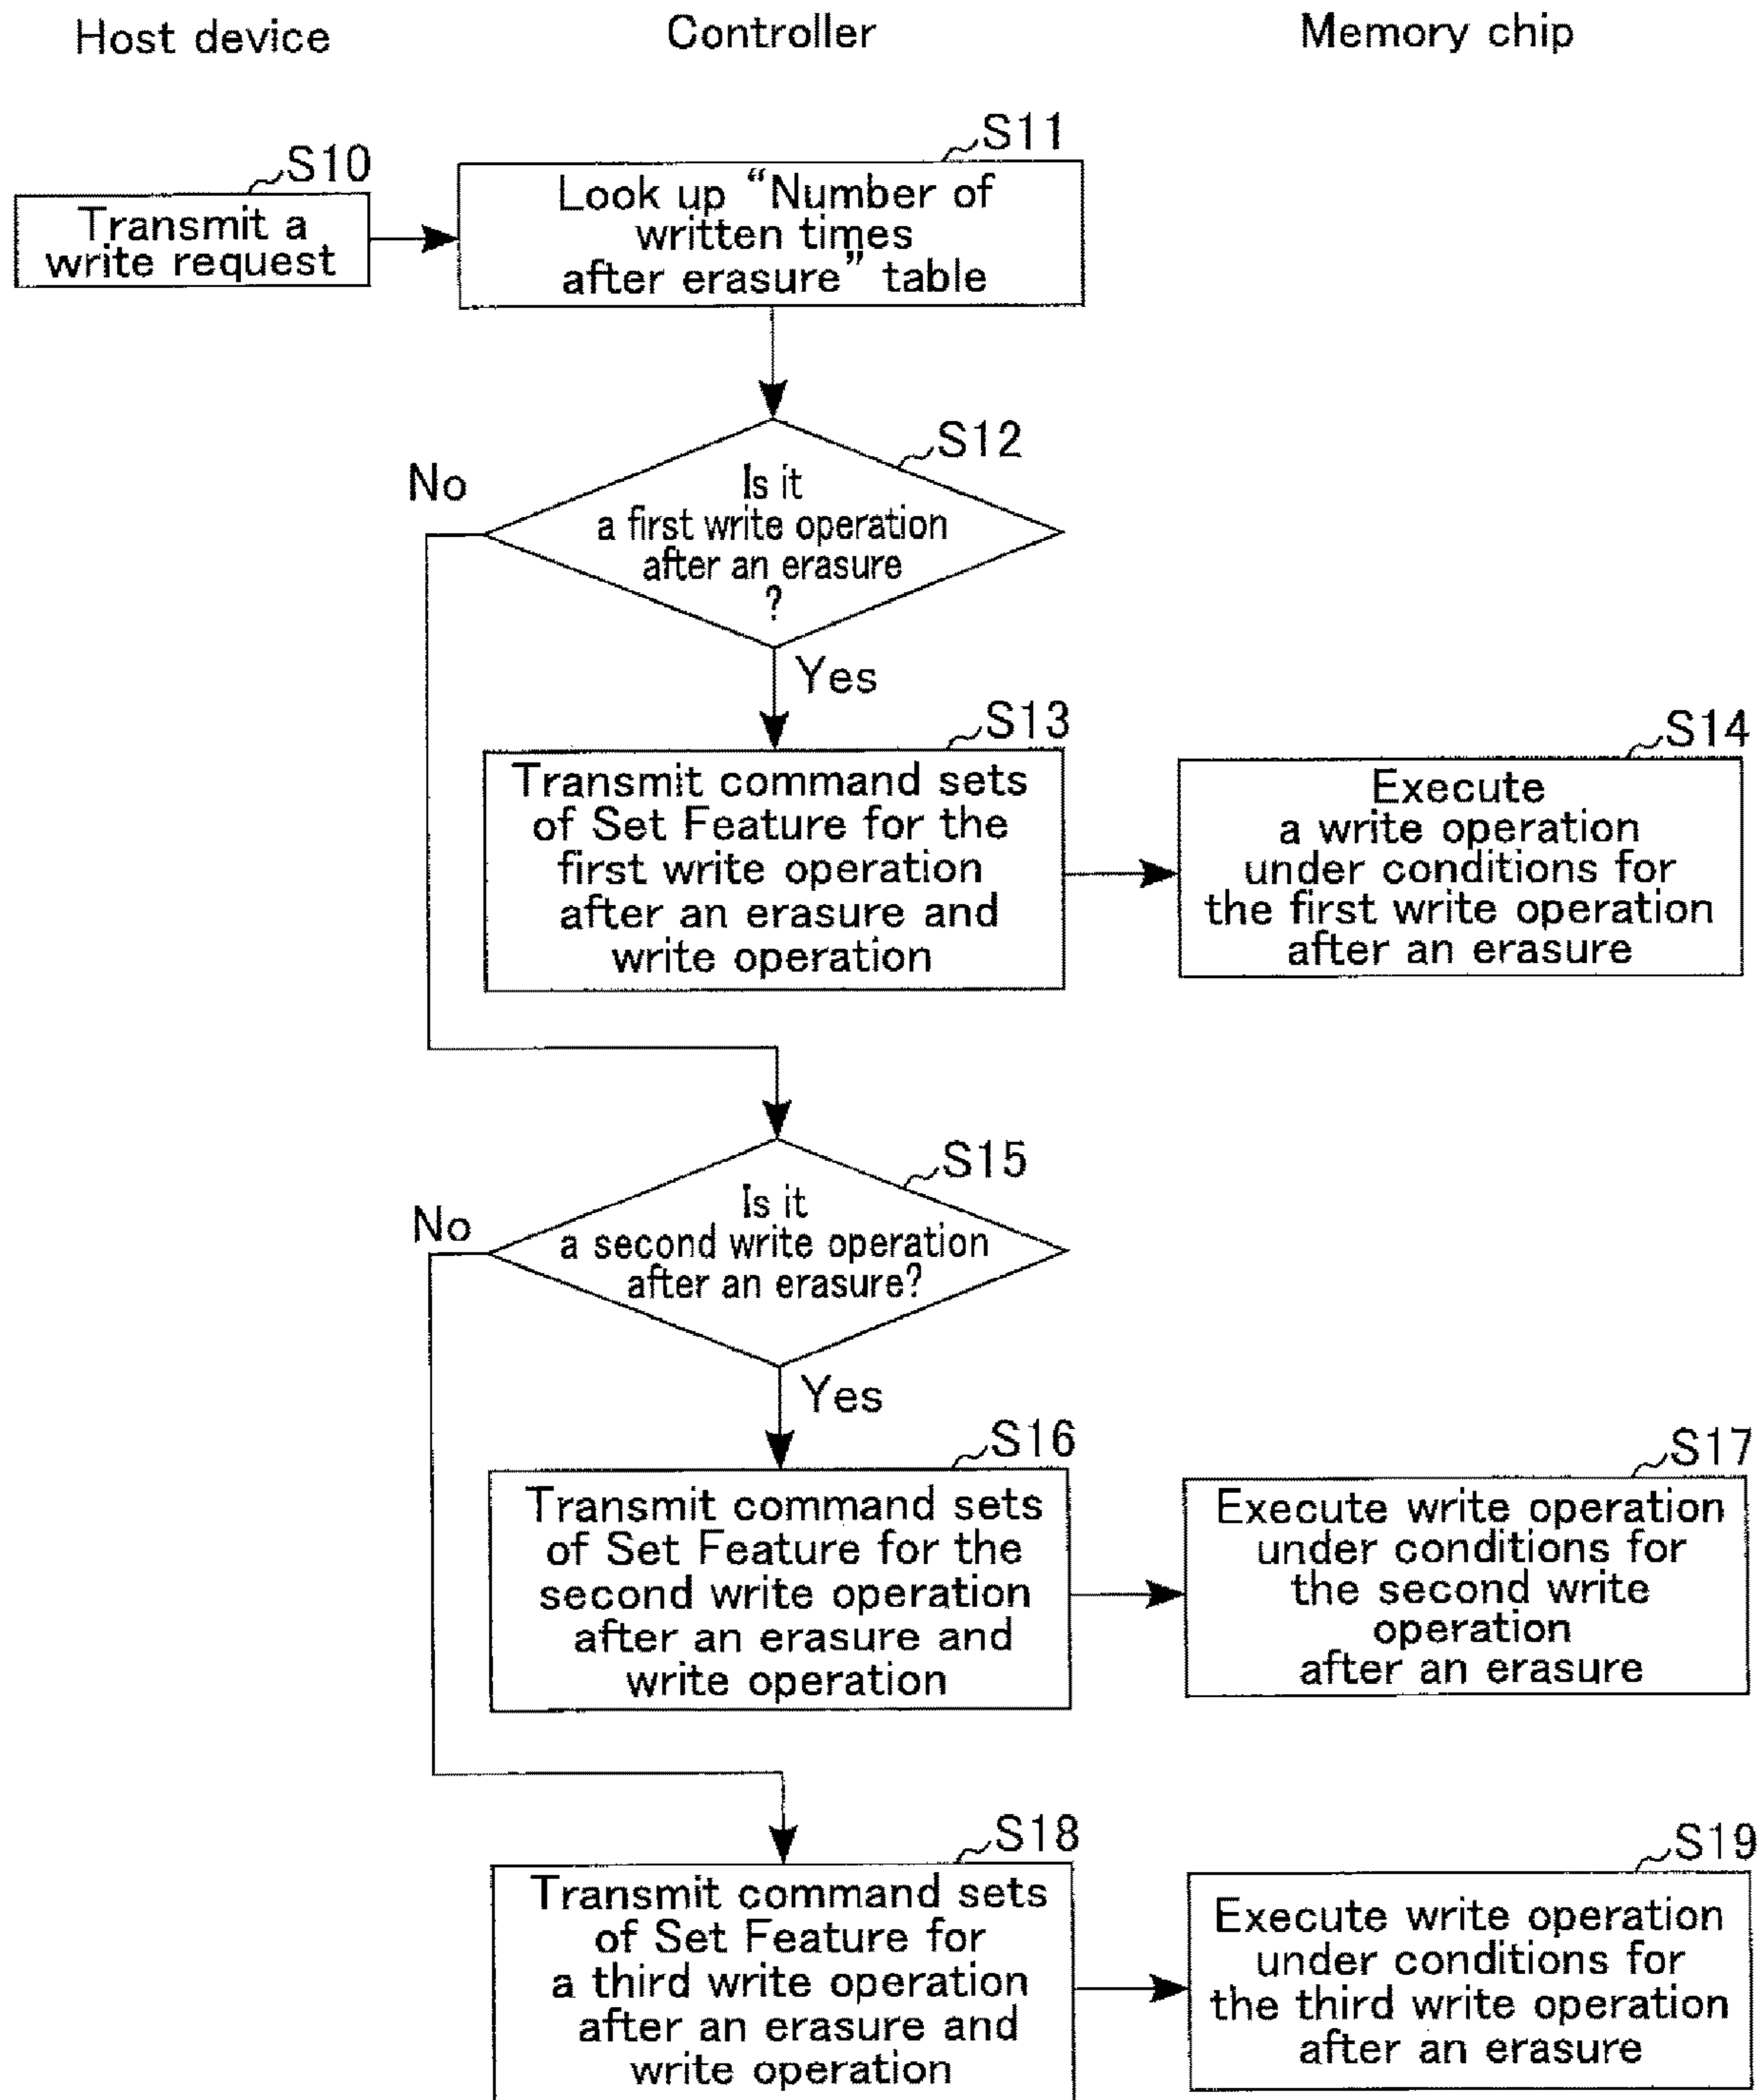 Host device
Controller
Memory chip
S10
Transmit a
write request
S11
Look up “Number of
written times
after erasure” table
S12
Is it
a first write operation
after an erasure
?
No
Yes
S13
Transmit command sets
of Set Feature for the
first write operation
after an erasure and
write operation
S14
Execute
a write operation
under conditions for
the first write operation
after an erasure
S15
Is it
a second write operation
after an erasure?
No
Yes
S16
Transmit command sets
of Set Feature for the
second write operation
after an erasure and
write operation
S17
Execute write operation
under conditions for
the second write
operation
after an erasure
S18
Transmit command sets
of Set Feature for
a third write operation
after an erasure and
write operation
S19
Execute write operation
under conditions for
the third write operation
after an erasure